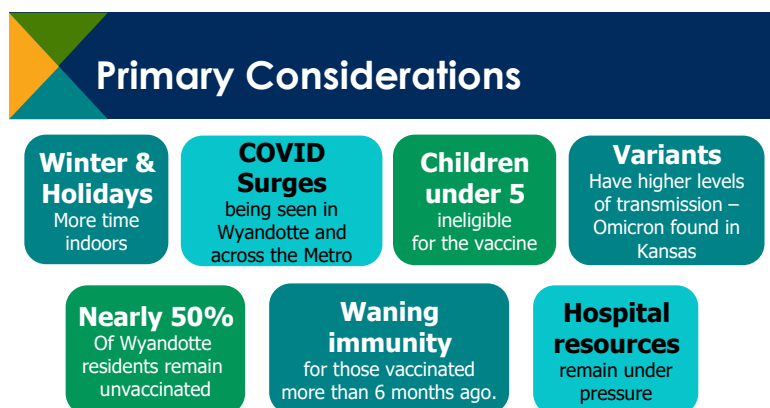 Primary Considerations
Winter &
Holidays
More time
indoors
COVID
Surges
being seen in
Wyandotte and
across the Metro
Children
under 5
ineligible
for the vaccine
Variants
Have higher levels
of transmission –
Omicron found in
Kansas
Nearly 50%
Of Wyandotte
residents remain
unvaccinated
Waning
immunity
for those vaccinated
more than 6 months ago.
Hospital
resources
remain under
pressure